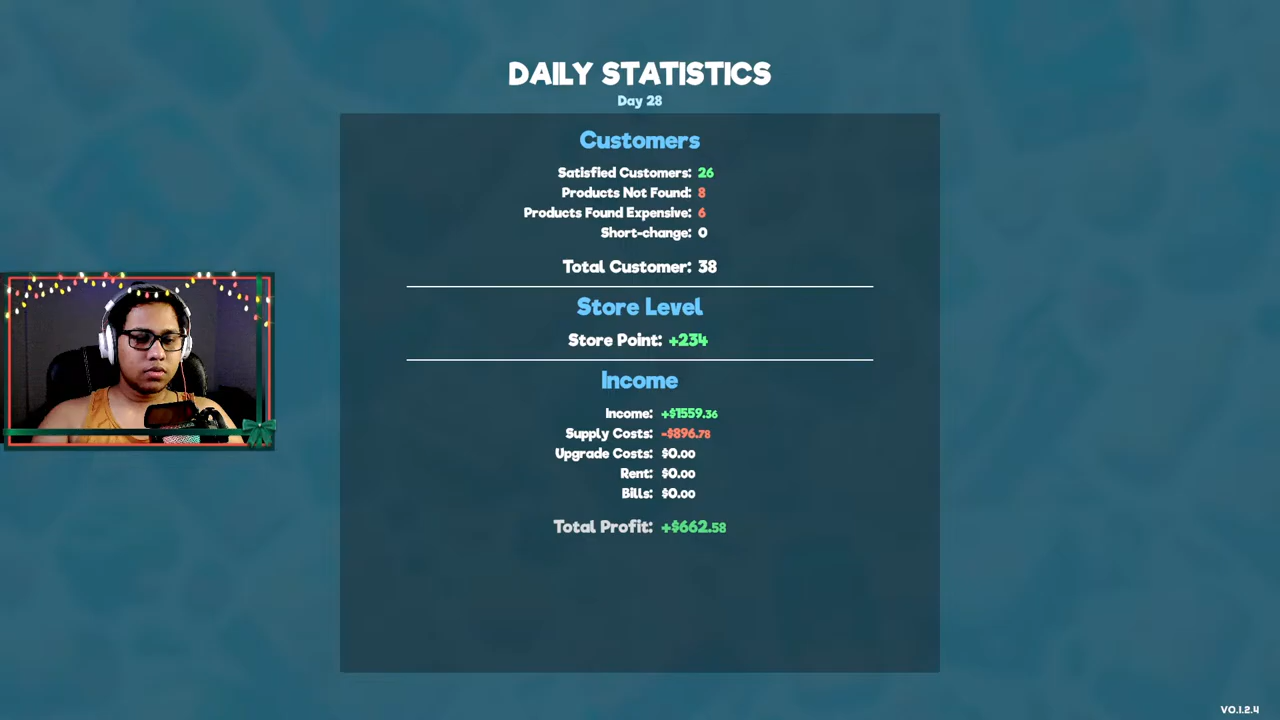 DAILY STATISTICS
Day 28
Customers
Satisfied Customers: 26
Products Not Found: 8
Products Found Expensive: 6
Short-change: 0
Total Customer: 38
Store Level
Store Point: +234
Income
Income: +$1559.36
Supply Costs: -$896.78
Upgrade Costs: $0.00
Rent: $0.00
Bills: $0.00
Total Profit: +$662.58
V0.1.2.4